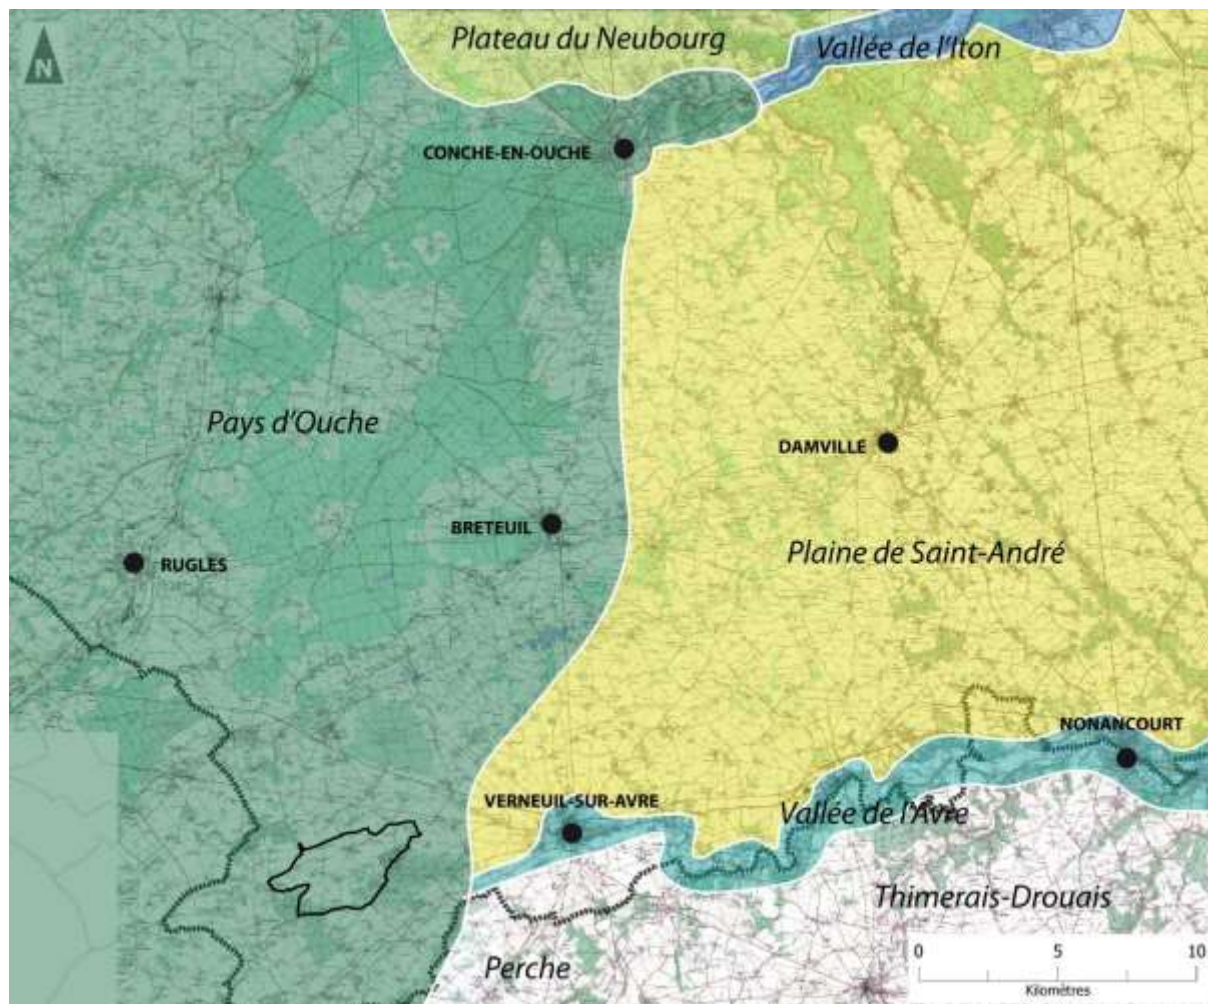 Plateau du Neubourg
Vallée de l'Iton
N
CONCHE-EN-OUCHE
Pays d'Ouche
DAMVILLE
BRETEUIL
Plaine de Saint-André
RUGLES
NONANCOURT
VERNEUIL-SUR-AVRE
Vallée de l'Avre
Thimerais-Drouais
Perche
0 5 10
Kilomètres